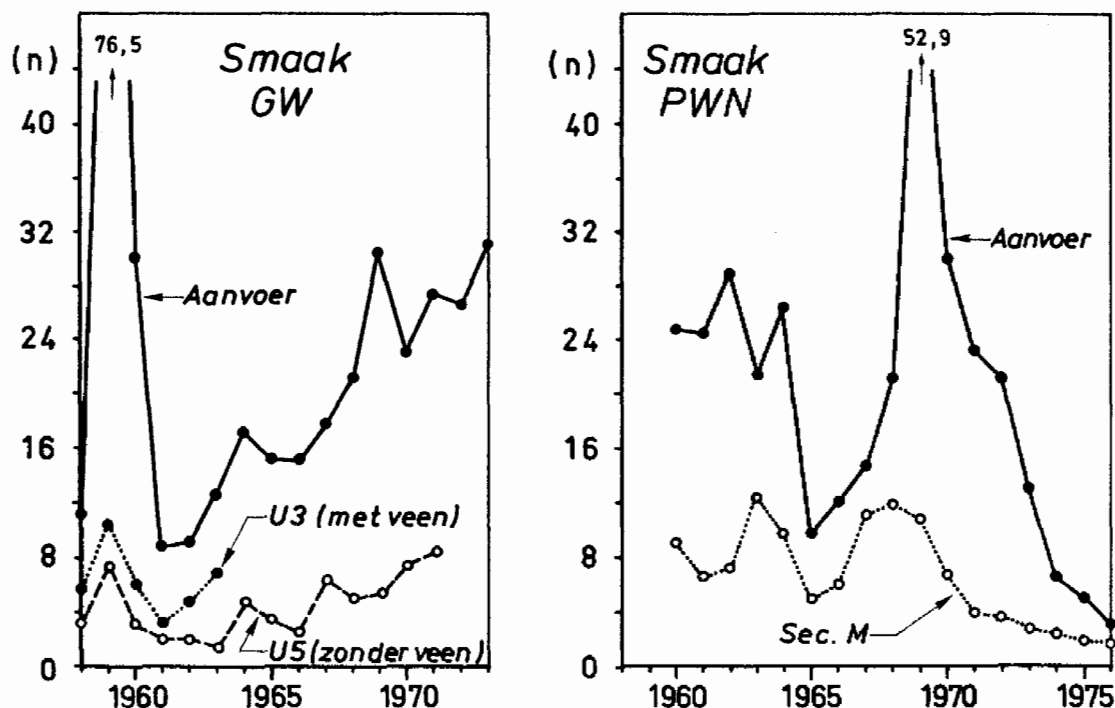 76,5
(n)
Smaak
GW
40
32
Aanvoer
24
16
U3 (met veen)
8
U5 (zonder veen)
0
1960 1965 1970
52,9
(n)
Smaak
PWN
40
32
Aanvoer
24
16
8
Sec. M
0
1960 1965 1970 1975